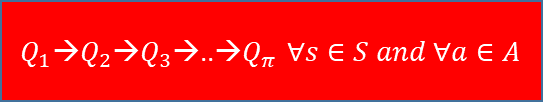 Q₁→Q₂→Q₃→..→Q_π ∀s ∈ S and ∀a ∈ A